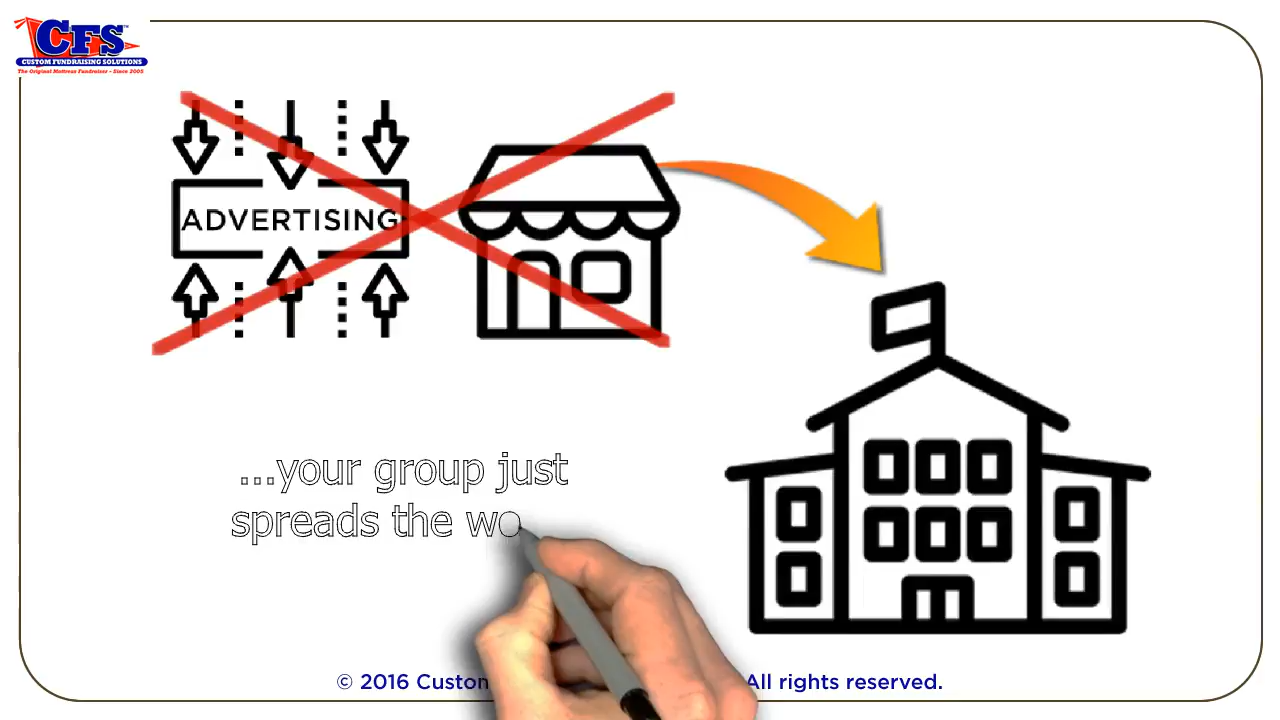 CFS™
CUSTOM FUNDRAISING SOLUTIONS
The Original Mattress Fundraiser - Since 2005
ADVERTISING
...your group just
spreads the wo
© 2016 Custom
All rights reserved.